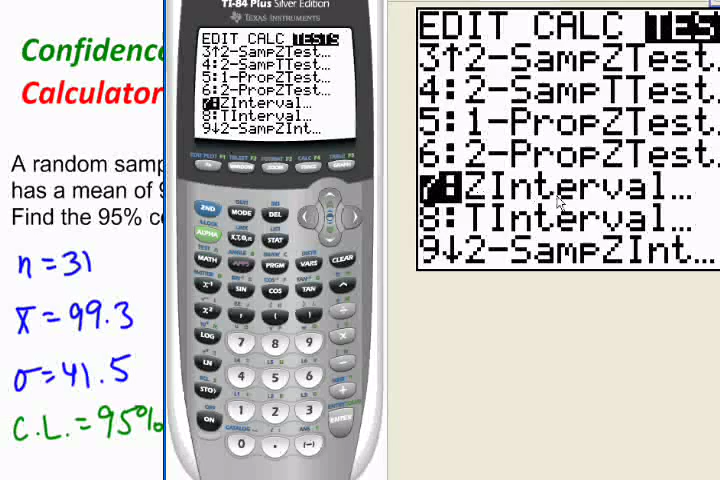 Confidence
Calculator
A random samp
has a mean of 9
Find the 95% co
n = 31
x̄ = 99.3
σ = 41.5
C.L. = 95%
TI-84 Plus Silver Edition
TEXAS INSTRUMENTS
EDIT CALC TESTS
3↑2-SampZTest…
4:2-SampTTest…
5:1-PropZTest…
6:2-PropZTest…
7:ZInterval…
8:TInterval…
9↓2-SampZInt…
2ND
MODE
DEL
ALPHA
X,T,θ,n
STAT
MATH
APPS
PRGM
VARS
CLEAR
x⁻¹
SIN
COS
TAN
^
x²
,
(
)
÷
LOG
7
8
9
×
LN
4
5
6
−
STO▸
1
2
3
+
ON
0
.
(−)
ENTER
EDIT CALC TES
3↑2-SampZTest.
4:2-SampTTest.
5:1-PropZTest.
6:2-PropZTest.
7:ZInterval…
8:TInterval…
9↓2-SampZInt…